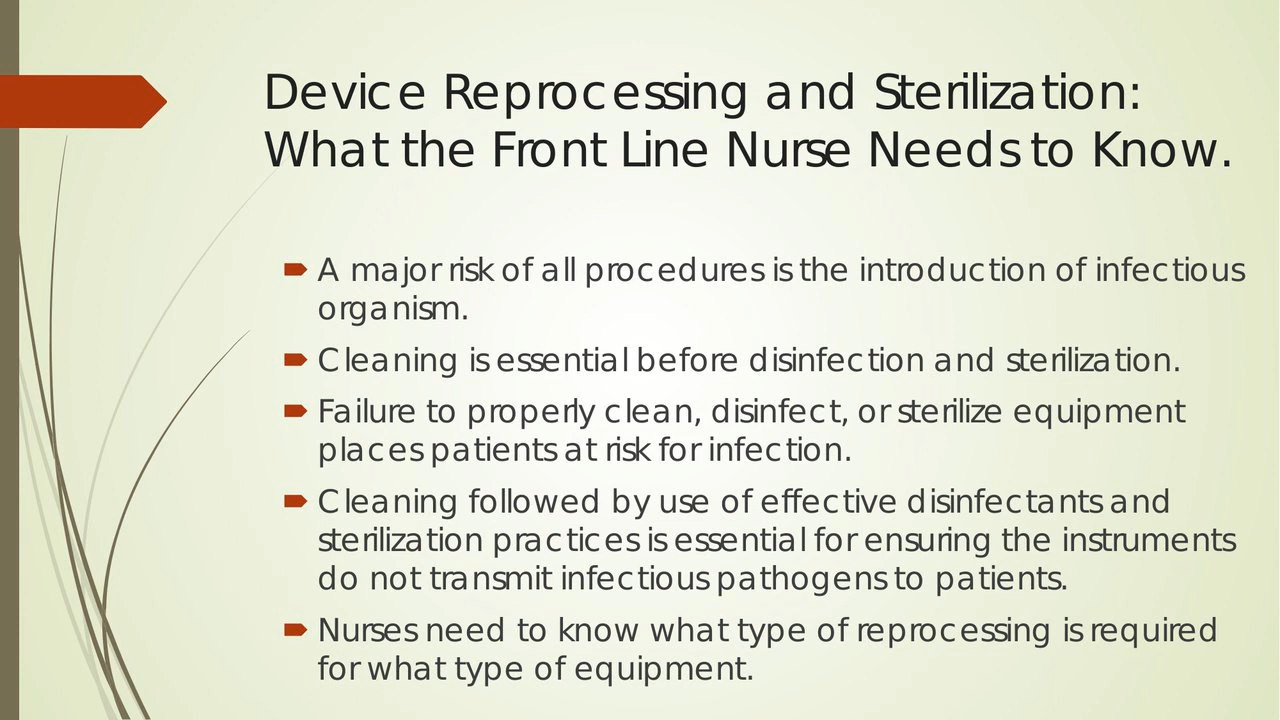 Device Reprocessing and Sterilization:
What the Front Line Nurse Needs to Know.
A major risk of all procedures is the introduction of infectious
organism.
Cleaning is essential before disinfection and sterilization.
Failure to properly clean, disinfect, or sterilize equipment
places patients at risk for infection.
Cleaning followed by use of effective disinfectants and
sterilization practices is essential for ensuring the instruments
do not transmit infectious pathogens to patients.
Nurses need to know what type of reprocessing is required
for what type of equipment.